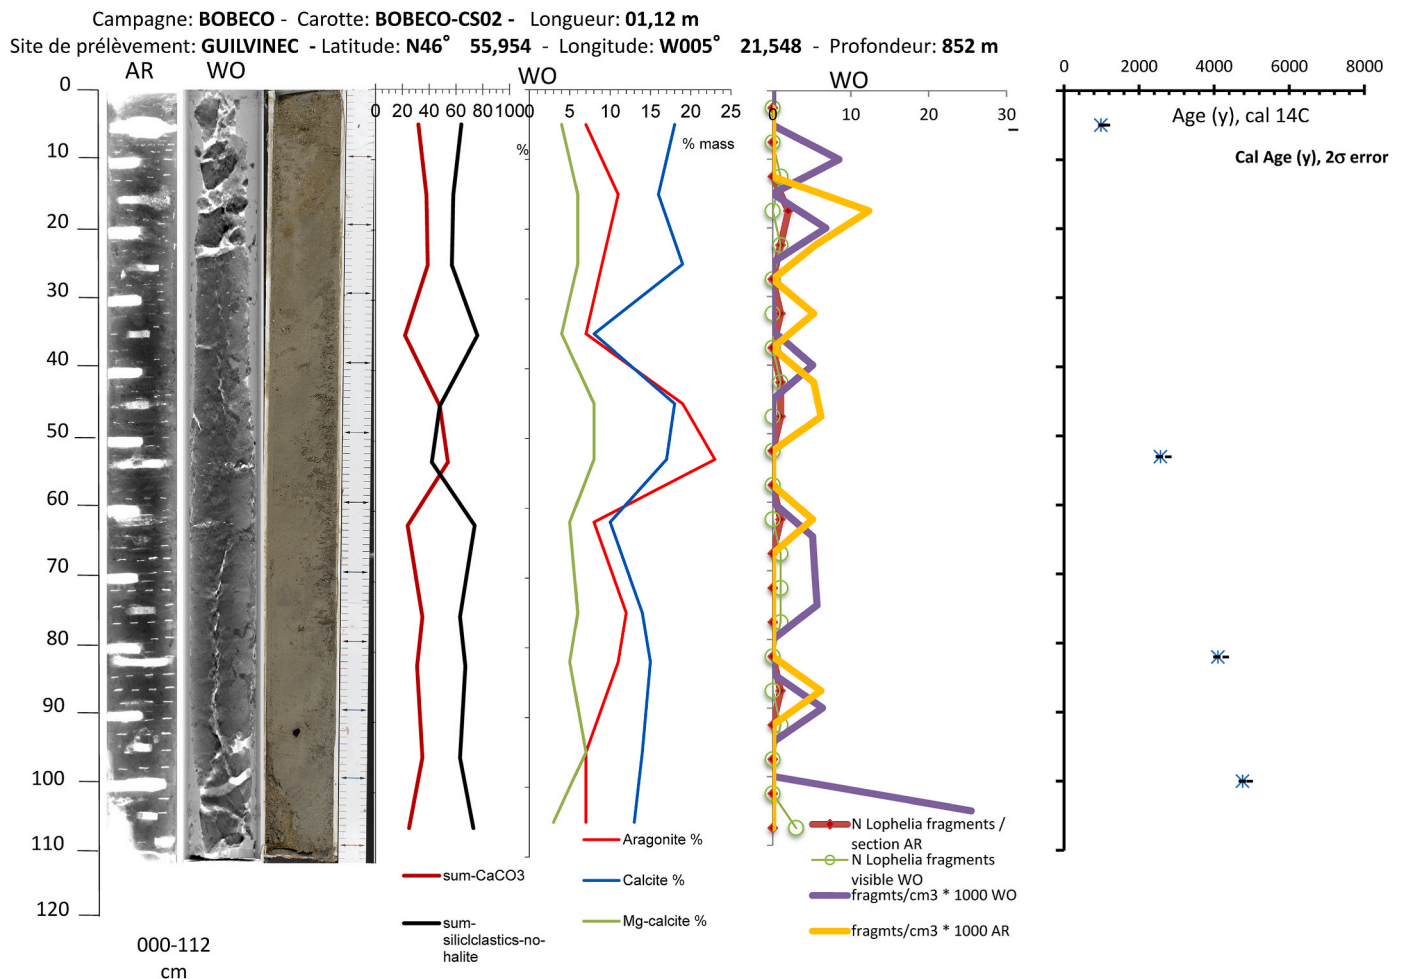 Campagne: BOBECO - Carotte: BOBECO-CS02 - Longueur: 01,12 m
Site de prélèvement: GUILVINEC - Latitude: N46° 55,954 - Longitude: W005° 21,548 - Profondeur: 852 m
AR WO WO WO
0 2000 4000 6000 8000
0
0 20 40 60 80 100
0 5 10 15 20 25
0 10 20 30
Age (y), cal 14C
%
% mass
Cal Age (y), 2σ error
10
20
30
40
50
60
70
80
90
100
110
120
Aragonite %
Calcite %
Mg-calcite %
sum-CaCO3
sum-
siliclclastics-no-
halite
N Lophelia fragments /
section AR
N Lophelia fragments
visible WO
fragmts/cm3 * 1000 WO
fragmts/cm3 * 1000 AR
000-112
cm